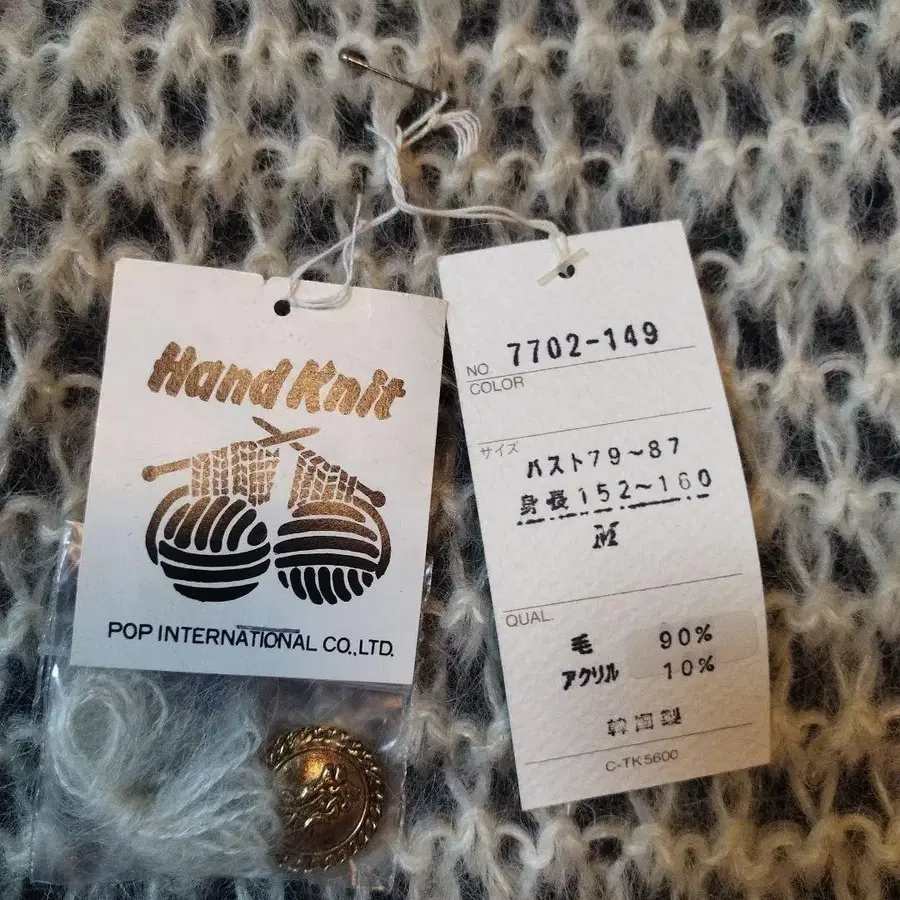 Hand Knit
POP INTERNATIONAL CO.,LTD.
NO. 7702-149
COLOR
サイズ
バスト79~87
身長152~160
M
QUAL.
毛 90%
アクリル 10%
韓国製
C-TK5600